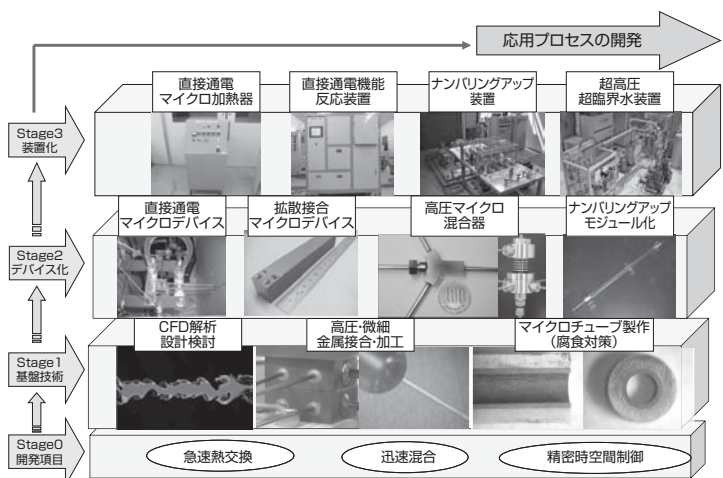 応用プロセスの開発
直接通電
マイクロ加熱器
直接通電機能
反応装置
ナンバリングアップ
装置
超高圧
超臨界水装置
Stage3
装置化
直接通電
マイクロデバイス
拡散接合
マイクロデバイス
高圧マイクロ
混合器
ナンバリングアップ
モジュール化
Stage2
デバイス化
CFD解析
設計検討
高圧・微細
金属接合・加工
マイクロチューブ製作
(腐食対策)
Stage1
基盤技術
Stage0
開発項目
急速熱交換
迅速混合
精密時空間制御